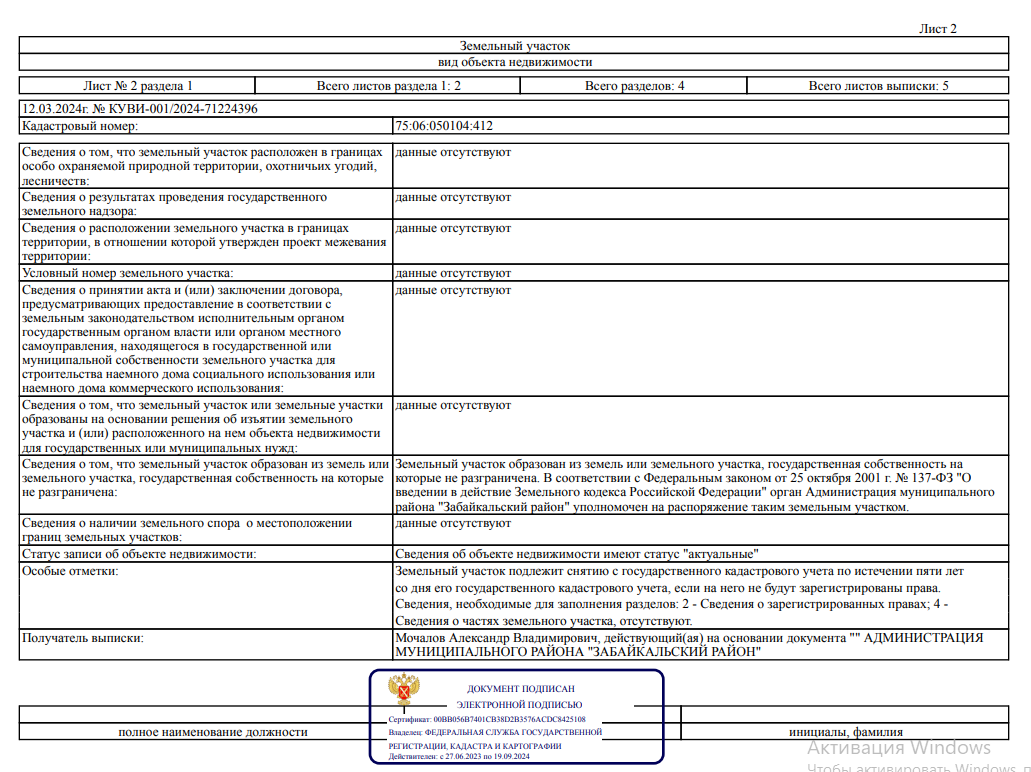 Лист 2
Земельный участок
вид объекта недвижимости
Лист № 2 раздела 1
Всего листов раздела 1: 2
Всего разделов: 4
Всего листов выписки: 5
12.03.2024г. № КУВИ-001/2024-71224396
Кадастровый номер:
75:06:050104:412
Сведения о том, что земельный участок расположен в границах
особо охраняемой природной территории, охотничьих угодий,
лесничеств:
данные отсутствуют
Сведения о результатах проведения государственного
земельного надзора:
данные отсутствуют
Сведения о расположении земельного участка в границах
территории, в отношении которой утвержден проект межевания
территории:
данные отсутствуют
Условный номер земельного участка:
данные отсутствуют
Сведения о принятии акта и (или) заключении договора,
предусматривающих предоставление в соответствии с
земельным законодательством исполнительным органом
государственным органом власти или органом местного
самоуправления, находящегося в государственной или
муниципальной собственности земельного участка для
строительства наемного дома социального использования или
наемного дома коммерческого использования:
данные отсутствуют
Сведения о том, что земельный участок или земельные участки
образованы на основании решения об изъятии земельного
участка и (или) расположенного на нем объекта недвижимости
для государственных или муниципальных нужд:
данные отсутствуют
Сведения о том, что земельный участок образован из земель или
земельного участка, государственная собственность на которые
не разграничена:
Земельный участок образован из земель или земельного участка, государственная собственность на
которые не разграничена. В соответствии с Федеральным законом от 25 октября 2001 г. № 137-ФЗ "О
введении в действие Земельного кодекса Российской Федерации" орган Администрация муниципального
района "Забайкальский район" уполномочен на распоряжение таким земельным участком.
Сведения о наличии земельного спора о местоположении
границ земельных участков:
данные отсутствуют
Статус записи об объекте недвижимости:
Сведения об объекте недвижимости имеют статус "актуальные"
Особые отметки:
Земельный участок подлежит снятию с государственного кадастрового учета по истечении пяти лет
со дня его государственного кадастрового учета, если на него не будут зарегистрированы права.
Сведения, необходимые для заполнения разделов: 2 - Сведения о зарегистрированных правах; 4 -
Сведения о частях земельного участка, отсутствуют.
Получатель выписки:
Мочалов Александр Владимирович, действующий(ая) на основании документа "" АДМИНИСТРАЦИЯ
МУНИЦИПАЛЬНОГО РАЙОНА "ЗАБАЙКАЛЬСКИЙ РАЙОН"
ДОКУМЕНТ ПОДПИСАН
ЭЛЕКТРОННОЙ ПОДПИСЬЮ
Сертификат: 00BB056B7401CB38D2B3576ACDC8425108
Владелец: ФЕДЕРАЛЬНАЯ СЛУЖБА ГОСУДАРСТВЕННОЙ
РЕГИСТРАЦИИ, КАДАСТРА И КАРТОГРАФИИ
Действителен: с 27.06.2023 по 19.09.2024
полное наименование должности
инициалы, фамилия
Активация Windows
Чтобы активировать Windows, п